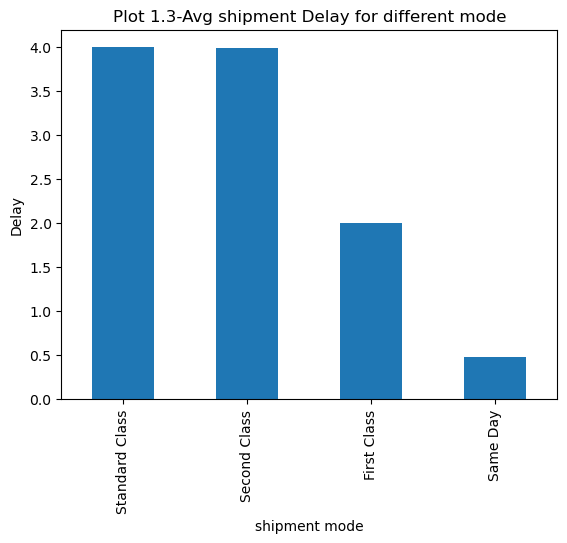 Plot 1.3-Avg shipment Delay for different mode
4.0
3.5
3.0
2.5
2.0
1.5
1.0
0.5
0.0
Delay
Standard Class
Second Class
First Class
Same Day
shipment mode